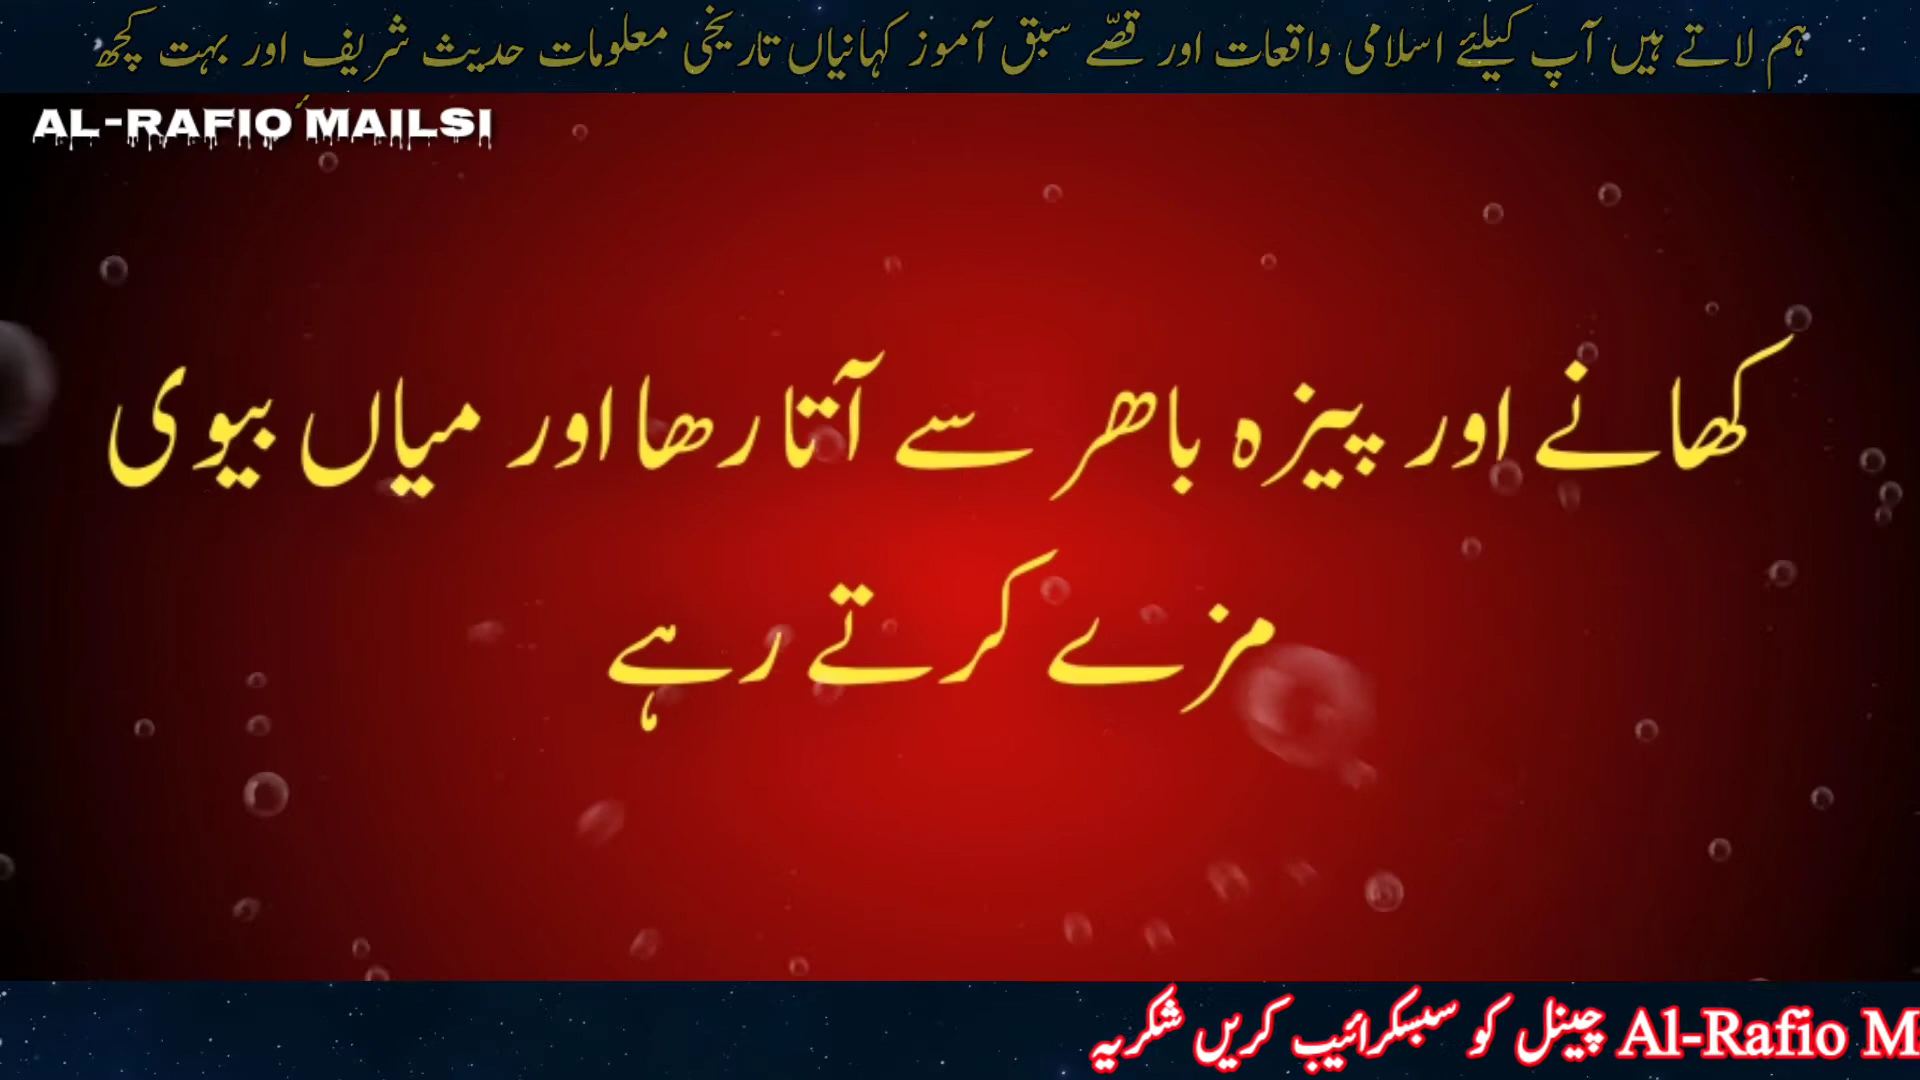 ہم لاتے ہیں آپ کیلئے اسلامی واقعات اور قصّے سبق آموز کہانیاں تاریخی معلومات حدیث شریف اور بہت کچھ
AL-RAFIO MAILSI
کھانے اور پیزہ باھر سے آتا رھا اور میاں بیوی
مزے کرتے رہے
Al-Rafio M چینل کو سبسکرائیب کریں شکریہ